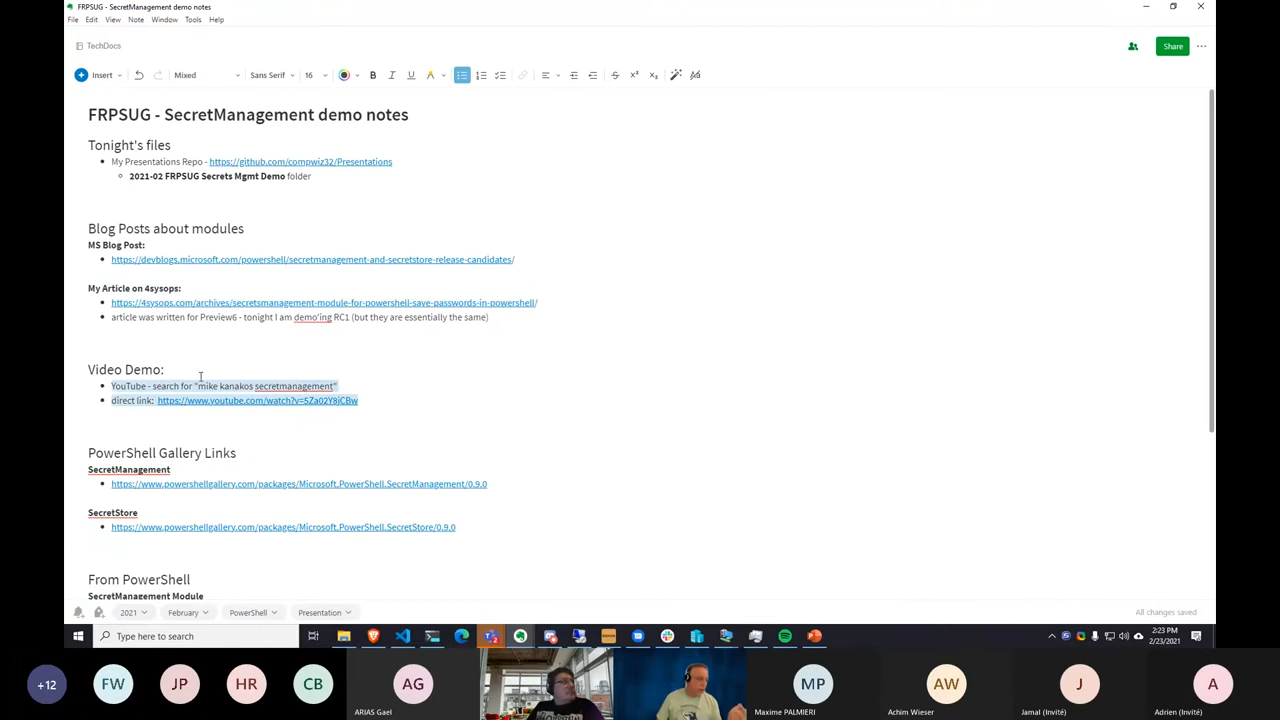 FRPSUG - SecretManagement demo notes
File Edit View Note Window Tools Help
TechDocs
Share
Insert
Mixed
Sans Serif
16
FRPSUG - SecretManagement demo notes
Tonight's files
My Presentations Repo - https://github.com/compwiz32/Presentations
2021-02 FRPSUG Secrets Mgmt Demo folder
Blog Posts about modules
MS Blog Post:
https://devblogs.microsoft.com/powershell/secretmanagement-and-secretstore-release-candidates/
My Article on 4sysops:
https://4sysops.com/archives/secretsmanagement-module-for-powershell-save-passwords-in-powershell/
article was written for Preview6 - tonight I am demo'ing RC1 (but they are essentially the same)
Video Demo:
YouTube - search for "mike kanakos secretmanagement"
direct link: https://www.youtube.com/watch?v=5Za02Y8jCBw
PowerShell Gallery Links
SecretManagement
https://www.powershellgallery.com/packages/Microsoft.PowerShell.SecretManagement/0.9.0
SecretStore
https://www.powershellgallery.com/packages/Microsoft.PowerShell.SecretStore/0.9.0
From PowerShell
SecretManagement Module
2021 February PowerShell Presentation
All changes saved
Type here to search
2:23 PM
2/23/2021
+12 FW JP HR CB AG MP AW J A
ARIAS Gael
Maxime PALMIERI
Achim Wieser
Jamal (Invité)
Adrien (Invité)